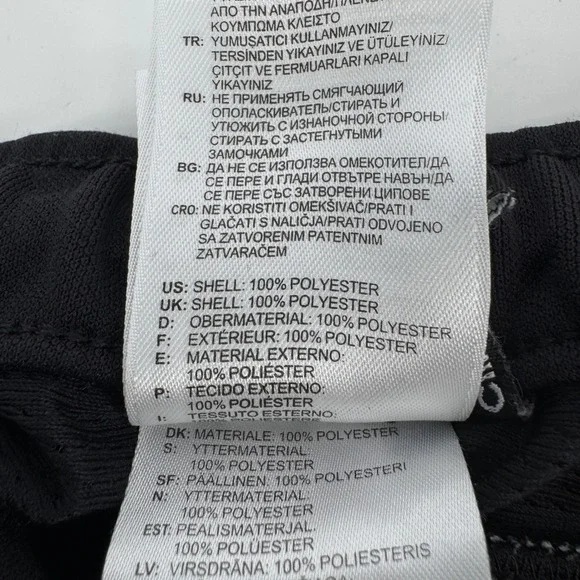 ΑΠΟ ΤΗΝ ΑΝΑΠΟΔΗ/ΠΛΕΝΕΤΕ
ΚΟΥΜΠΩΜΑ ΚΛΕΙΣΤΟ
TR: YUMUŞATICI KULLANMAYINIZ/
TERSİNDEN YIKAYINIZ VE ÜTÜLEYİNİZ/
ÇITÇIT VE FERMUARLARI KAPALI
YIKAYINIZ
RU: НЕ ПРИМЕНЯТЬ СМЯГЧАЮЩИЙ
ОПОЛАСКИВАТЕЛЬ/СТИРАТЬ И
УТЮЖИТЬ С ИЗНАНОЧНОЙ СТОРОНЫ/
СТИРАТЬ С ЗАСТЕГНУТЫМИ
ЗАМОЧКАМИ
BG: ДА НЕ СЕ ИЗПОЛЗВА ОМЕКОТИТЕЛ/ДА
СЕ ПЕРЕ И ГЛАДИ ОТВЪТРЕ НАВЪН/ДА
СЕ ПЕРЕ СЪС ЗАТВОРЕНИ ЦИПОВЕ
CRO: NE KORISTITI OMEKŠIVAČ/PRATI I
GLAČATI S NALIČJA/PRATI ODVOJENO
SA ZATVORENIM PATENTNIM
ZATVARAČEM
US: SHELL: 100% POLYESTER
UK: SHELL: 100% POLYESTER
D: OBERMATERIAL: 100% POLYESTER
F: EXTÉRIEUR: 100% POLYESTER
E: MATERIAL EXTERNO:
100% POLIÉSTER
P: TECIDO EXTERNO:
100% POLIÉSTER
I: TESSUTO ESTERNO:
DK: MATERIALE: 100% POLYESTER
S: YTTERMATERIAL:
100% POLYESTER
SF: PÄÄLLINEN: 100% POLYESTERI
N: YTTERMATERIAL:
100% POLYESTER
EST: PEALISMATERJAL:
100% POLÜESTER
LV: VIRSDRĀNA: 100% POLIESTERIS